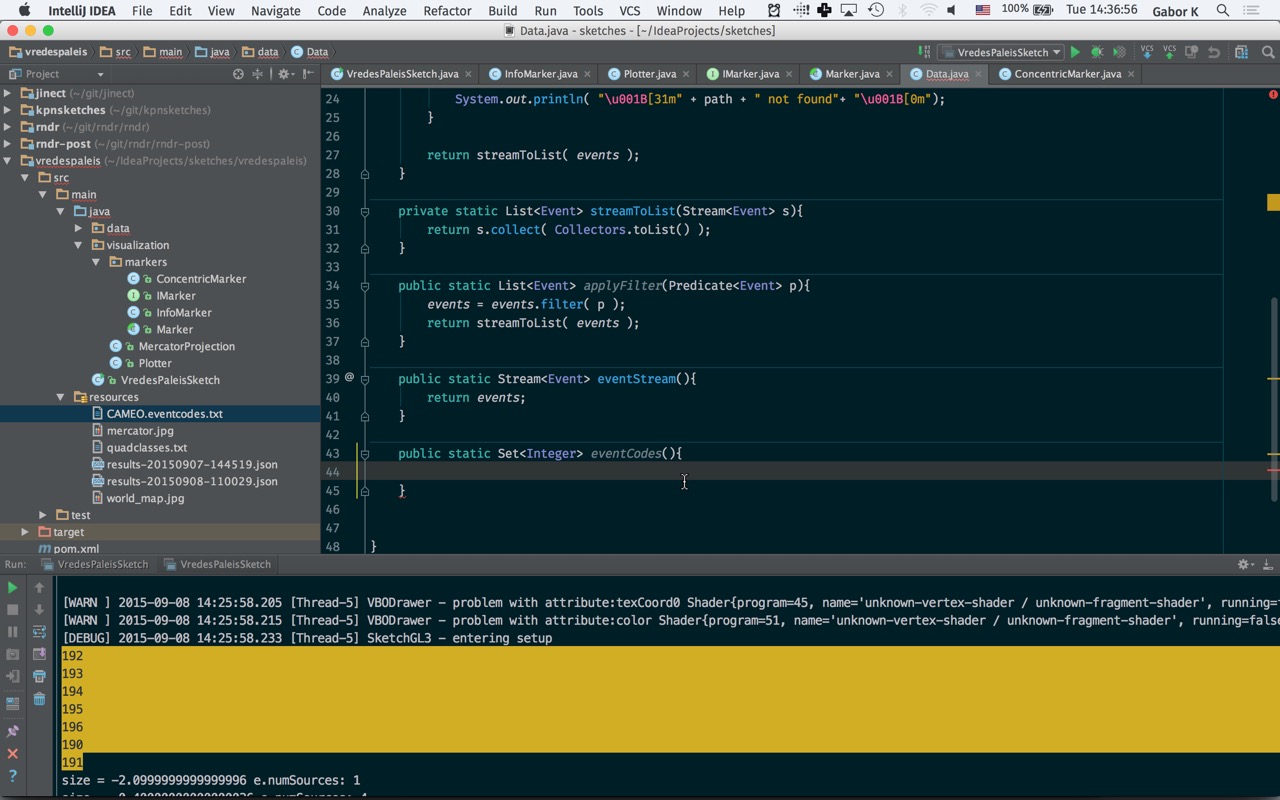 IntelliJ IDEA File Edit View Navigate Code Analyze Refactor Build Run Tools VCS Window Help 100% Tue 14:36:56 Gabor K
Data.java - sketches - [~/IdeaProjects/sketches]
vredespaleis src main java data Data VredesPaleisSketch VCS VCS
Project VredesPaleisSketch.java InfoMarker.java Plotter.java IMarker.java Marker.java Data.java ConcentricMarker.java
jinect (~/git/jinect)
kpnsketches (~/git/kpnsketches)
rndr (~/git/rndr/rndr)
rndr-post (~/git/rndr/rndr-post)
vredespaleis (~/IdeaProjects/sketches/vredespaleis)
src
main
java
data
visualization
markers
ConcentricMarker
IMarker
InfoMarker
Marker
MercatorProjection
Plotter
VredesPaleisSketch
resources
CAMEO.eventcodes.txt
mercator.jpg
quadclasses.txt
results-20150907-144519.json
results-20150908-110029.json
world_map.jpg
test
target
pom.xml
24 System.out.println( "\u001B[31m" + path + " not found"+ "\u001B[0m");
25 }
26
27 return streamToList( events );
28 }
29
30 private static List<Event> streamToList(Stream<Event> s){
31 return s.collect( Collectors.toList() );
32 }
33
34 public static List<Event> applyFilter(Predicate<Event> p){
35 events = events.filter( p );
36 return streamToList( events );
37 }
38
39 @ public static Stream<Event> eventStream(){
40 return events;
41 }
42
43 public static Set<Integer> eventCodes(){
44
45 }
46
47
48 }
Run: VredesPaleisSketch VredesPaleisSketch
[WARN ] 2015-09-08 14:25:58.205 [Thread-5] VBODrawer - problem with attribute:texCoord0 Shader{program=45, name='unknown-vertex-shader / unknown-fragment-shader', running=
[WARN ] 2015-09-08 14:25:58.215 [Thread-5] VBODrawer - problem with attribute:color Shader{program=51, name='unknown-vertex-shader / unknown-fragment-shader', running=false
[DEBUG] 2015-09-08 14:25:58.233 [Thread-5] SketchGL3 - entering setup
192
193
194
195
196
190
191
size = -2.0999999999999996 e.numSources: 1